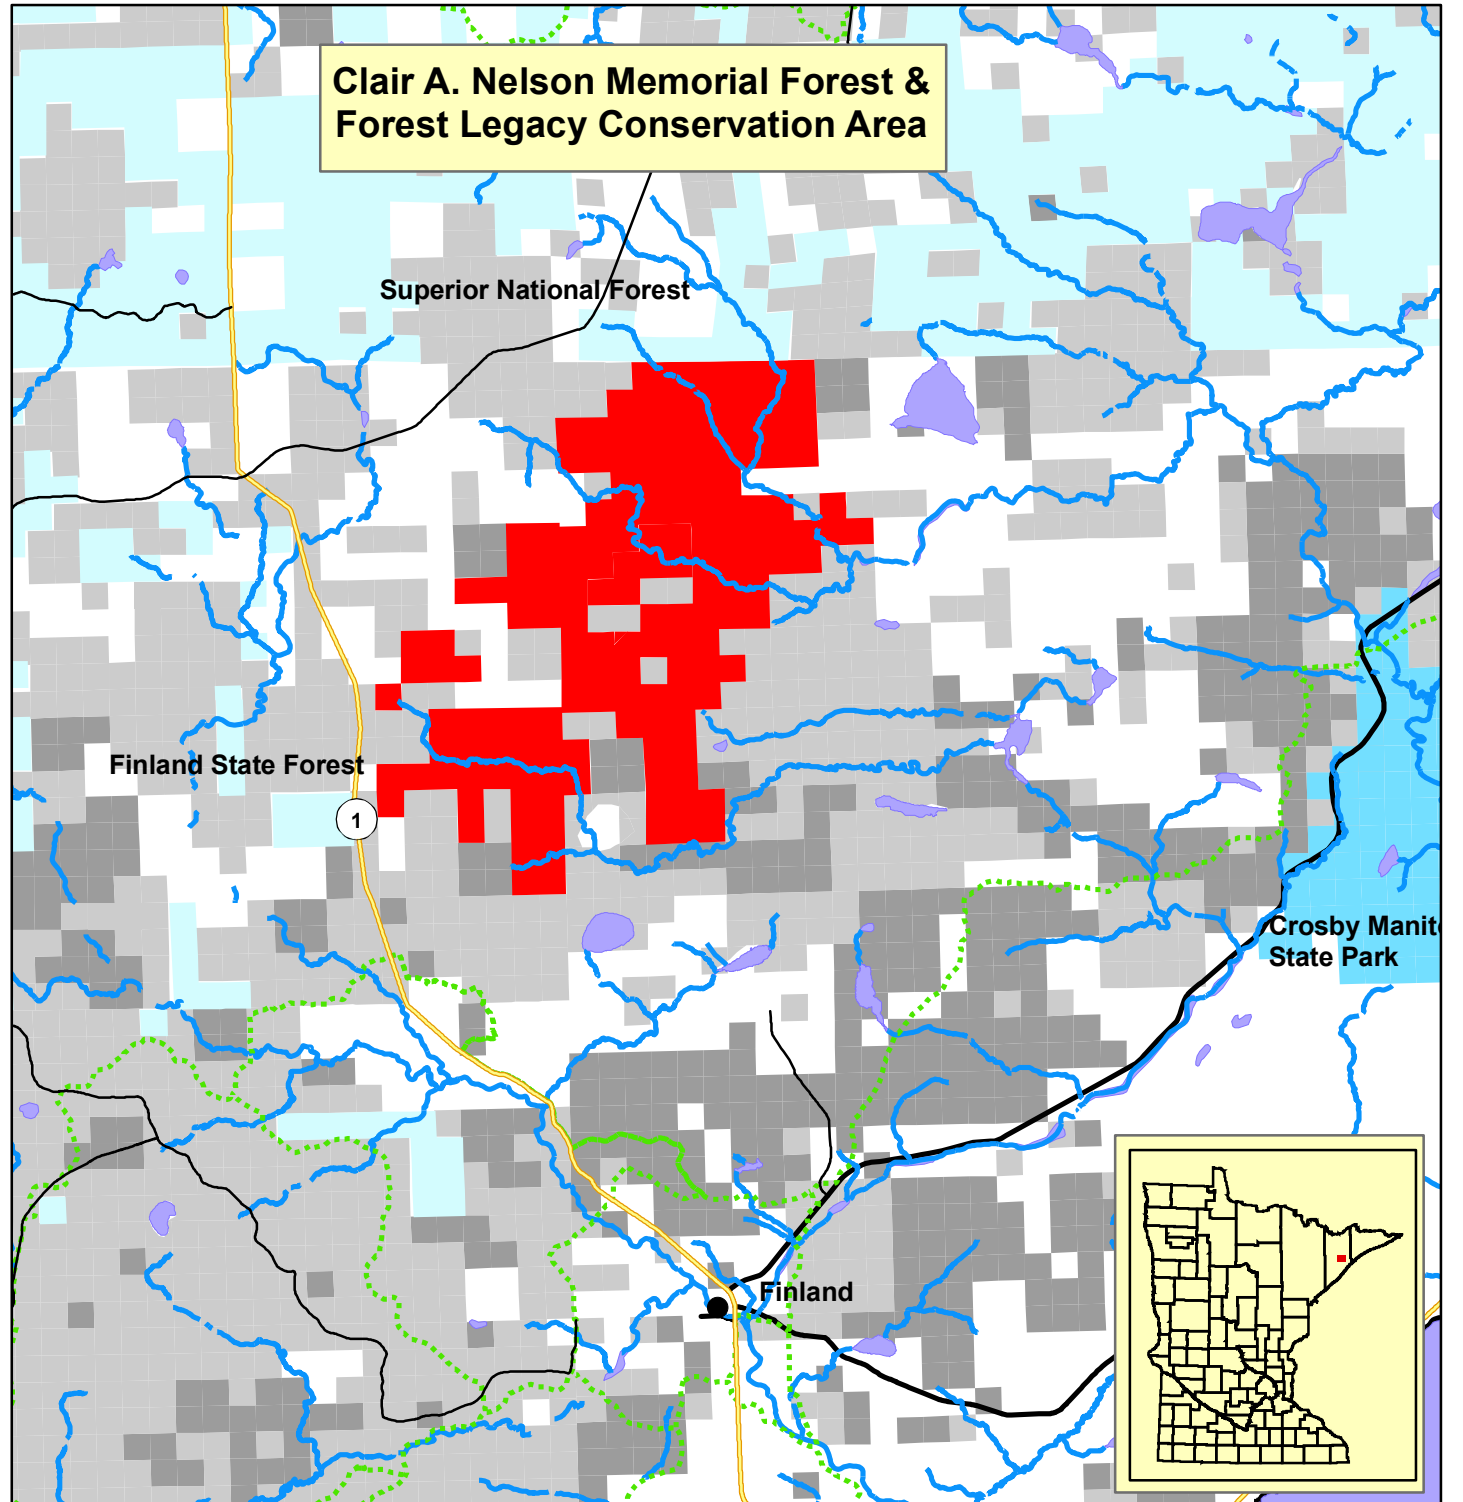 Clair A. Nelson Memorial Forest &
Forest Legacy Conservation Area
Superior National Forest
Finland State Forest
1
Crosby Manit
State Park
Finland